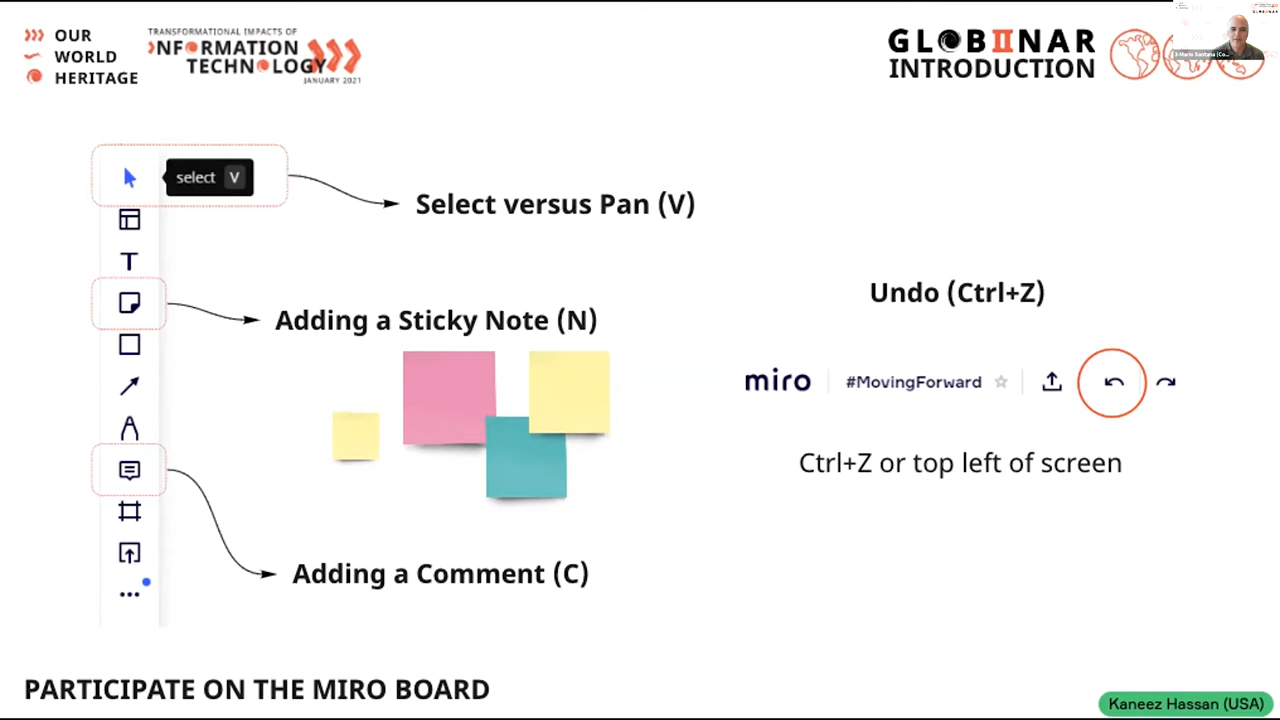 OUR
WORLD
HERITAGE
TRANSFORMATIONAL IMPACTS OF
INFORMATION
TECHNOLOGY
JANUARY 2021
GLOBIINAR
INTRODUCTION
select V
Select versus Pan (V)
T
Undo (Ctrl+Z)
Adding a Sticky Note (N)
miro #MovingForward
Ctrl+Z or top left of screen
Adding a Comment (C)
PARTICIPATE ON THE MIRO BOARD
Kaneez Hassan (USA)